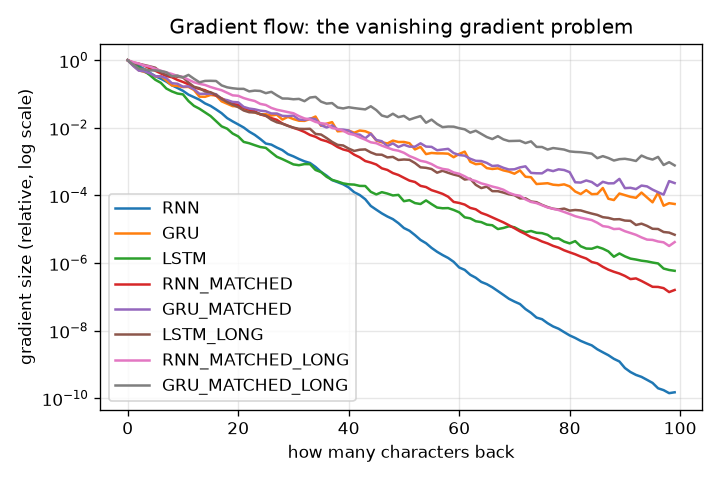 Gradient flow: the vanishing gradient problem
gradient size (relative, log scale)
10⁰
10⁻²
10⁻⁴
10⁻⁶
10⁻⁸
10⁻¹⁰
RNN
GRU
LSTM
RNN_MATCHED
GRU_MATCHED
LSTM_LONG
RNN_MATCHED_LONG
GRU_MATCHED_LONG
0 20 40 60 80 100
how many characters back